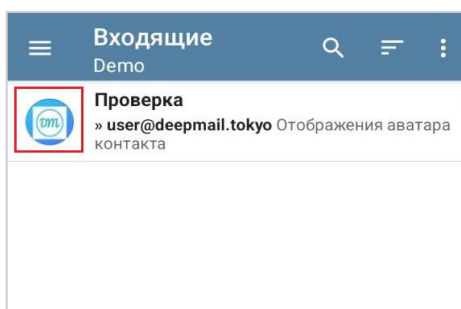 Входящие
Demo
Проверка
» user@deepmail.tokyo Отображения аватара
контакта
dm